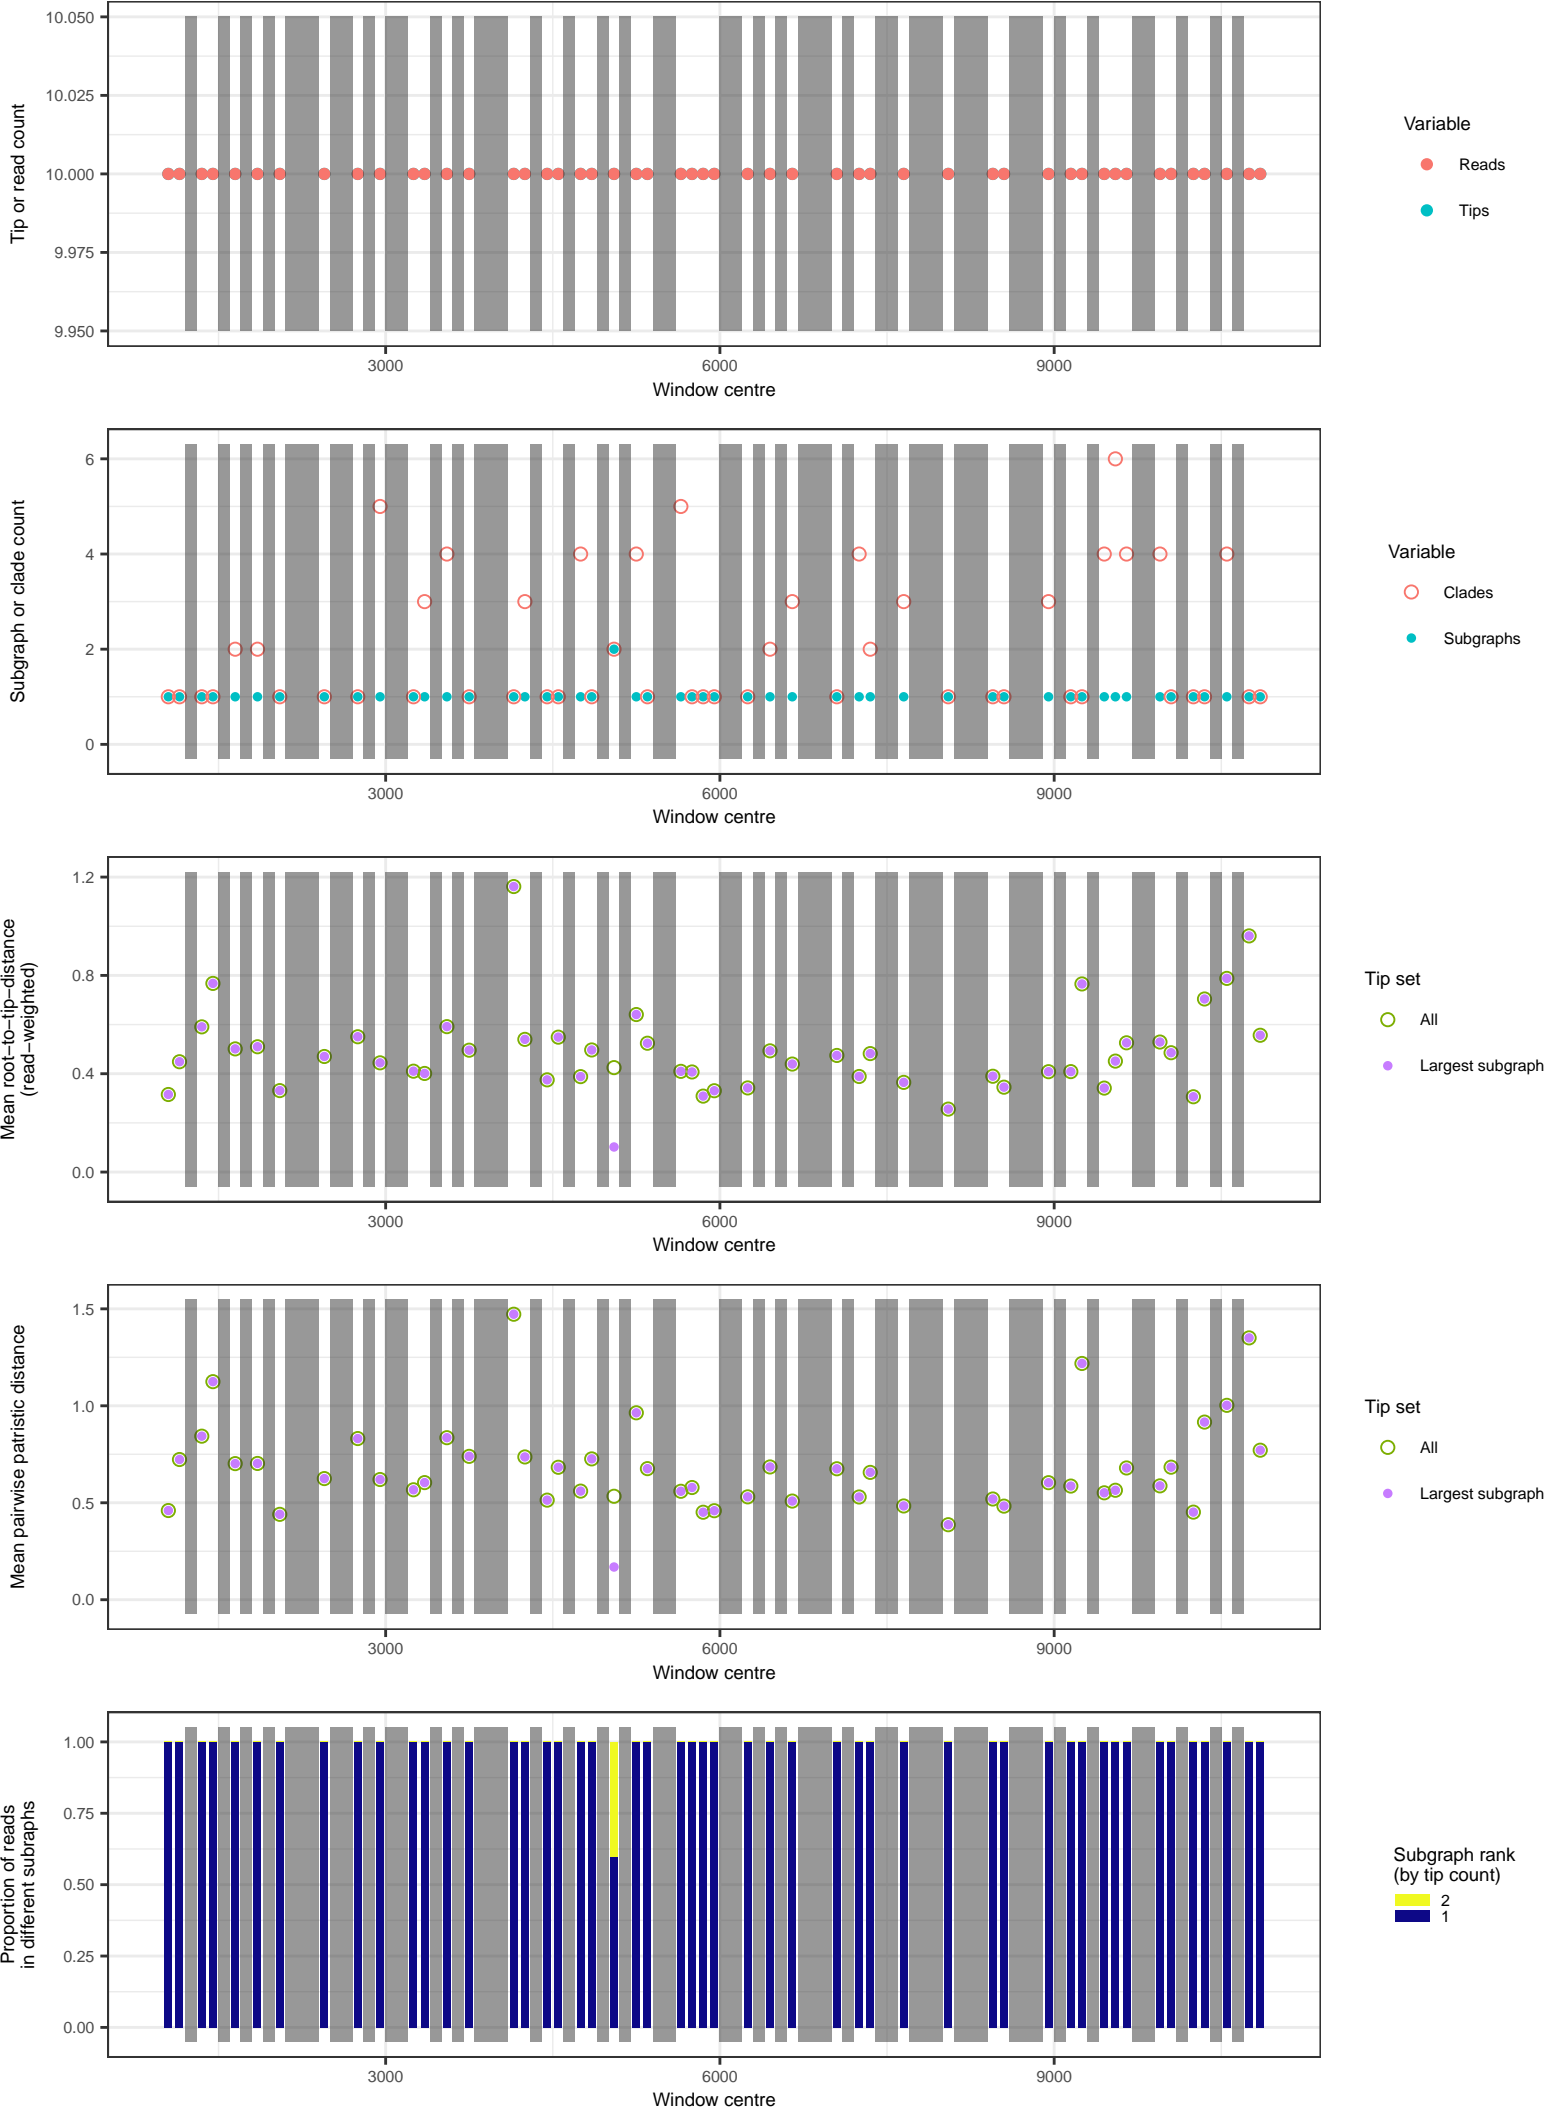 10.050
10.025
10.000
9.975
9.950
Tip or read count
3000
6000
9000
Window centre
Variable
Reads
Tips
6
4
2
0
Subgraph or clade count
3000
6000
9000
Window centre
Variable
Clades
Subgraphs
1.2
0.8
0.4
0.0
Mean root−to−tip−distance
(read−weighted)
3000
6000
9000
Window centre
Tip set
All
Largest subgraph
1.5
1.0
0.5
0.0
Mean pairwise patristic distance
3000
6000
9000
Window centre
Tip set
All
Largest subgraph
1.00
0.75
0.50
0.25
0.00
Proportion of reads
in different subraphs
3000
6000
9000
Window centre
Subgraph rank
(by tip count)
2
1